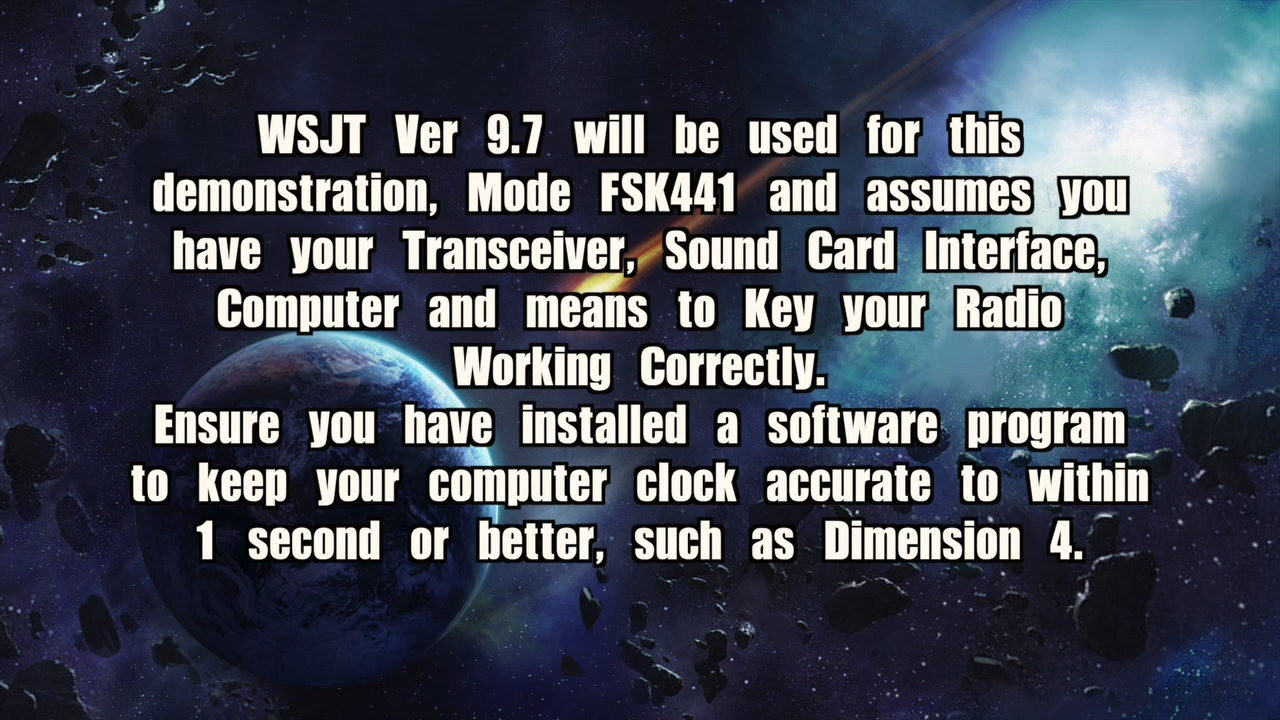 WSJT Ver 9.7 will be used for this
demonstration, Mode FSK441 and assumes you
have your Transceiver, Sound Card Interface,
Computer and means to Key your Radio
Working Correctly.
Ensure you have installed a software program
to keep your computer clock accurate to within
1 second or better, such as Dimension 4.